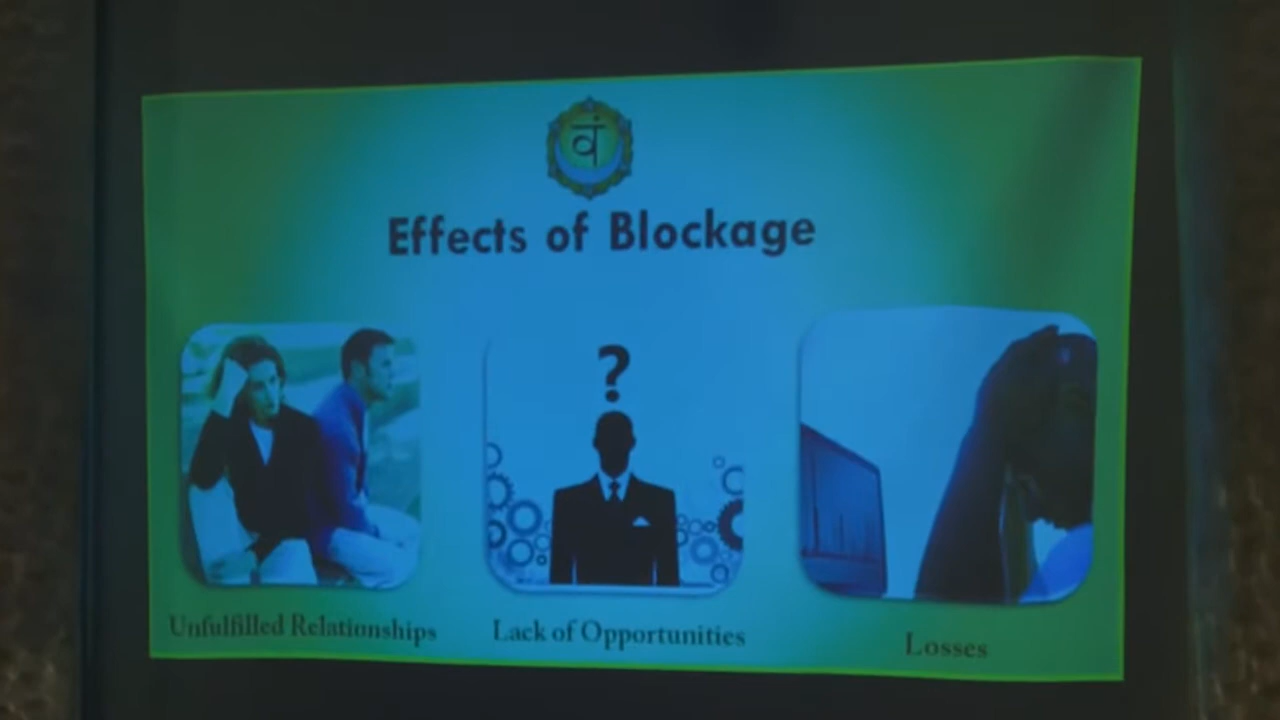 वं
Effects of Blockage
?
Unfulfilled Relationships
Lack of Opportunities
Losses